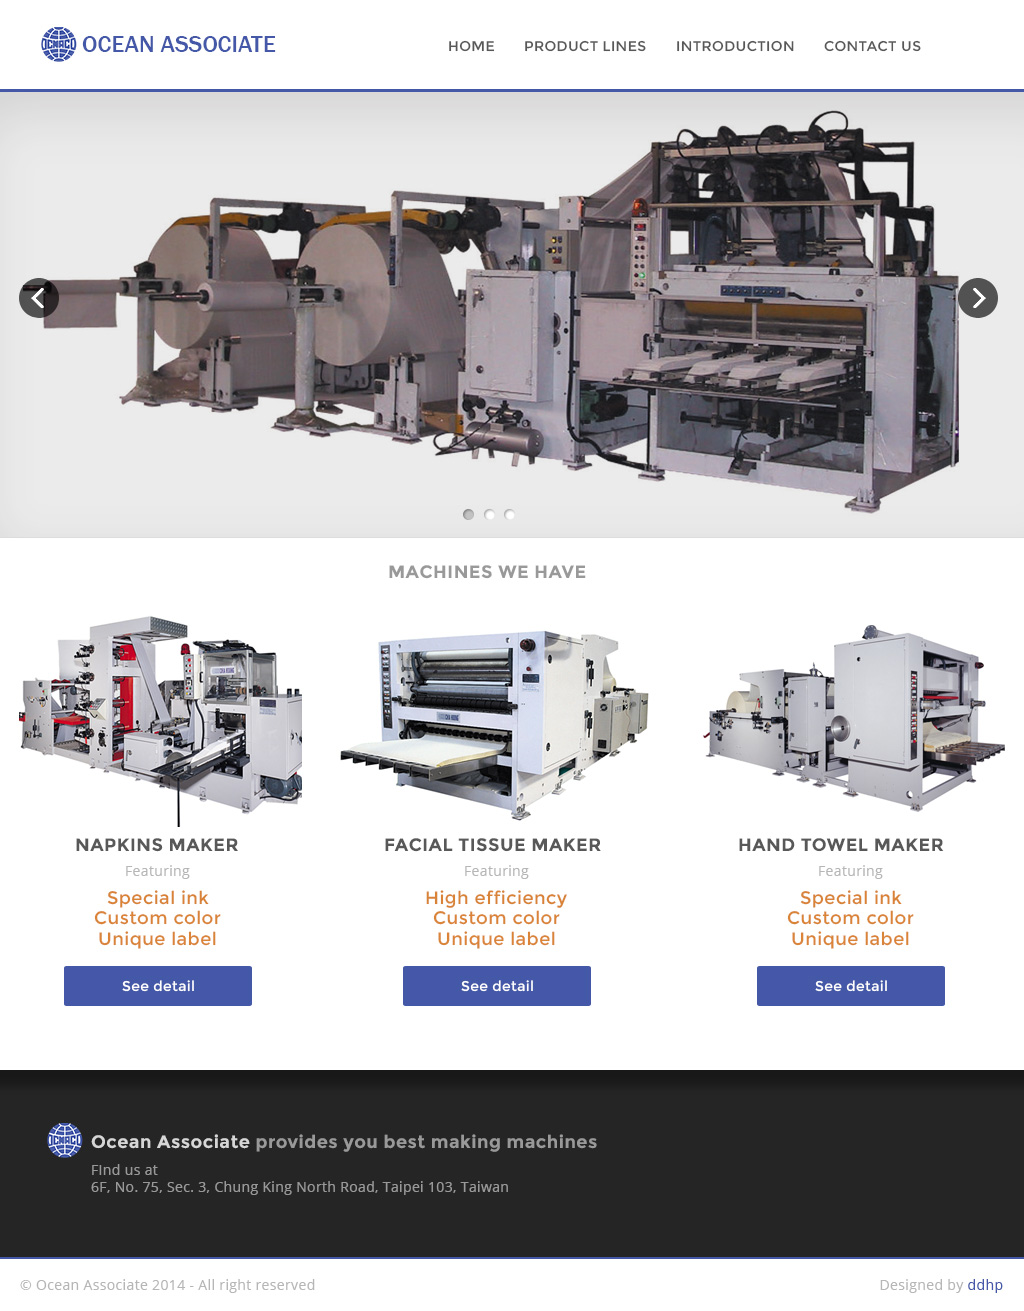 OCEAN ASSOCIATE
HOME PRODUCT LINES INTRODUCTION CONTACT US
MACHINES WE HAVE
NAPKINS MAKER
Featuring
Special ink
Custom color
Unique label
See detail
FACIAL TISSUE MAKER
Featuring
High efficiency
Custom color
Unique label
See detail
HAND TOWEL MAKER
Featuring
Special ink
Custom color
Unique label
See detail
OCMACO
Ocean Associate provides you best making machines
FInd us at
6F, No. 75, Sec. 3, Chung King North Road, Taipei 103, Taiwan
© Ocean Associate 2014 - All right reserved
Designed by ddhp